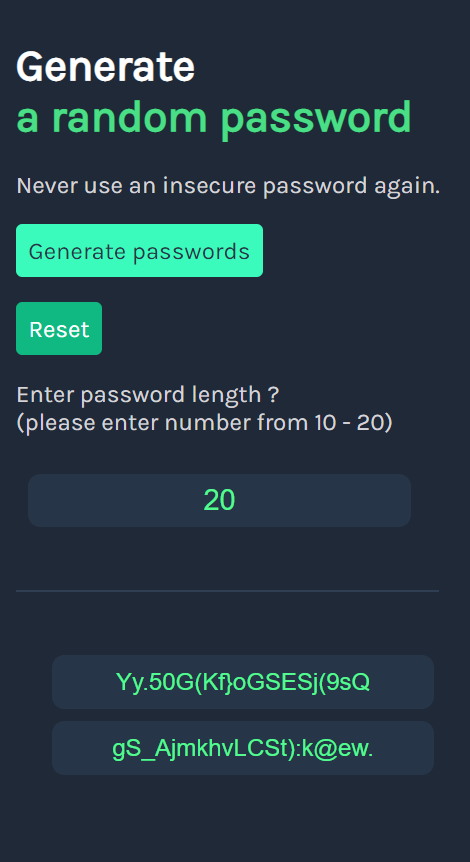 Generate
a random password
Never use an insecure password again.
Generate passwords
Reset
Enter password length ?
(please enter number from 10 - 20)
20
Yy.50G(Kf}oGSESj(9sQ
gS_AjmkhvLCSt):k@ew.